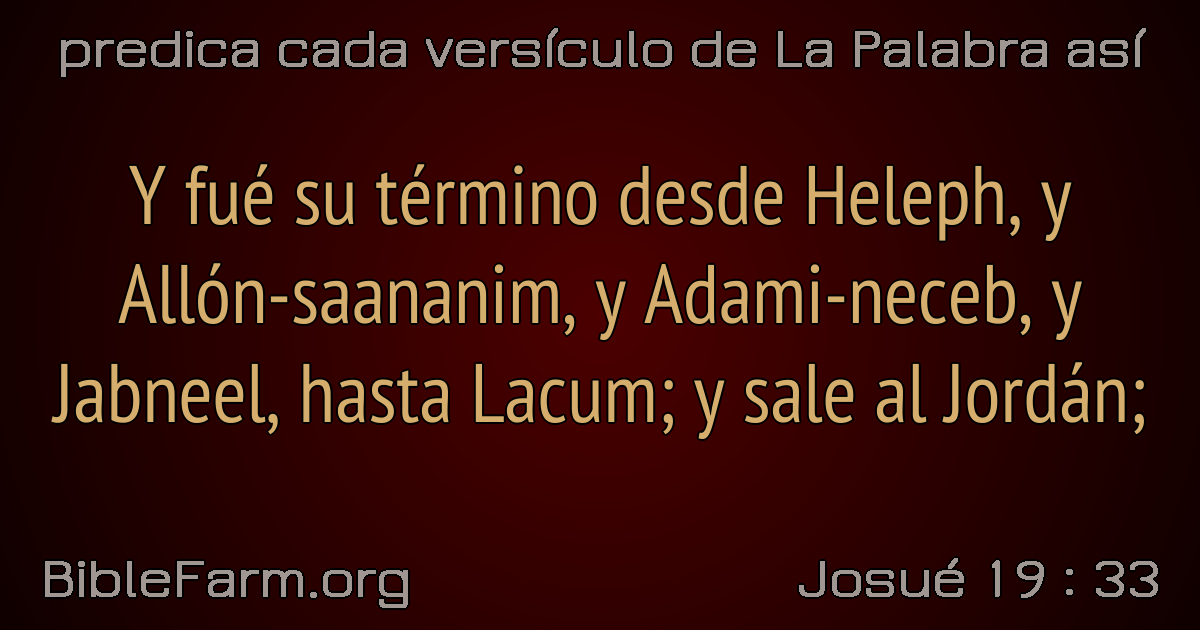 predica cada versículo de La Palabra así
Y fué su término desde Heleph, y
Allón-saananim, y Adami-neceb, y
Jabneel, hasta Lacum; y sale al Jordán;
BibleFarm.org
Josué 19 : 33